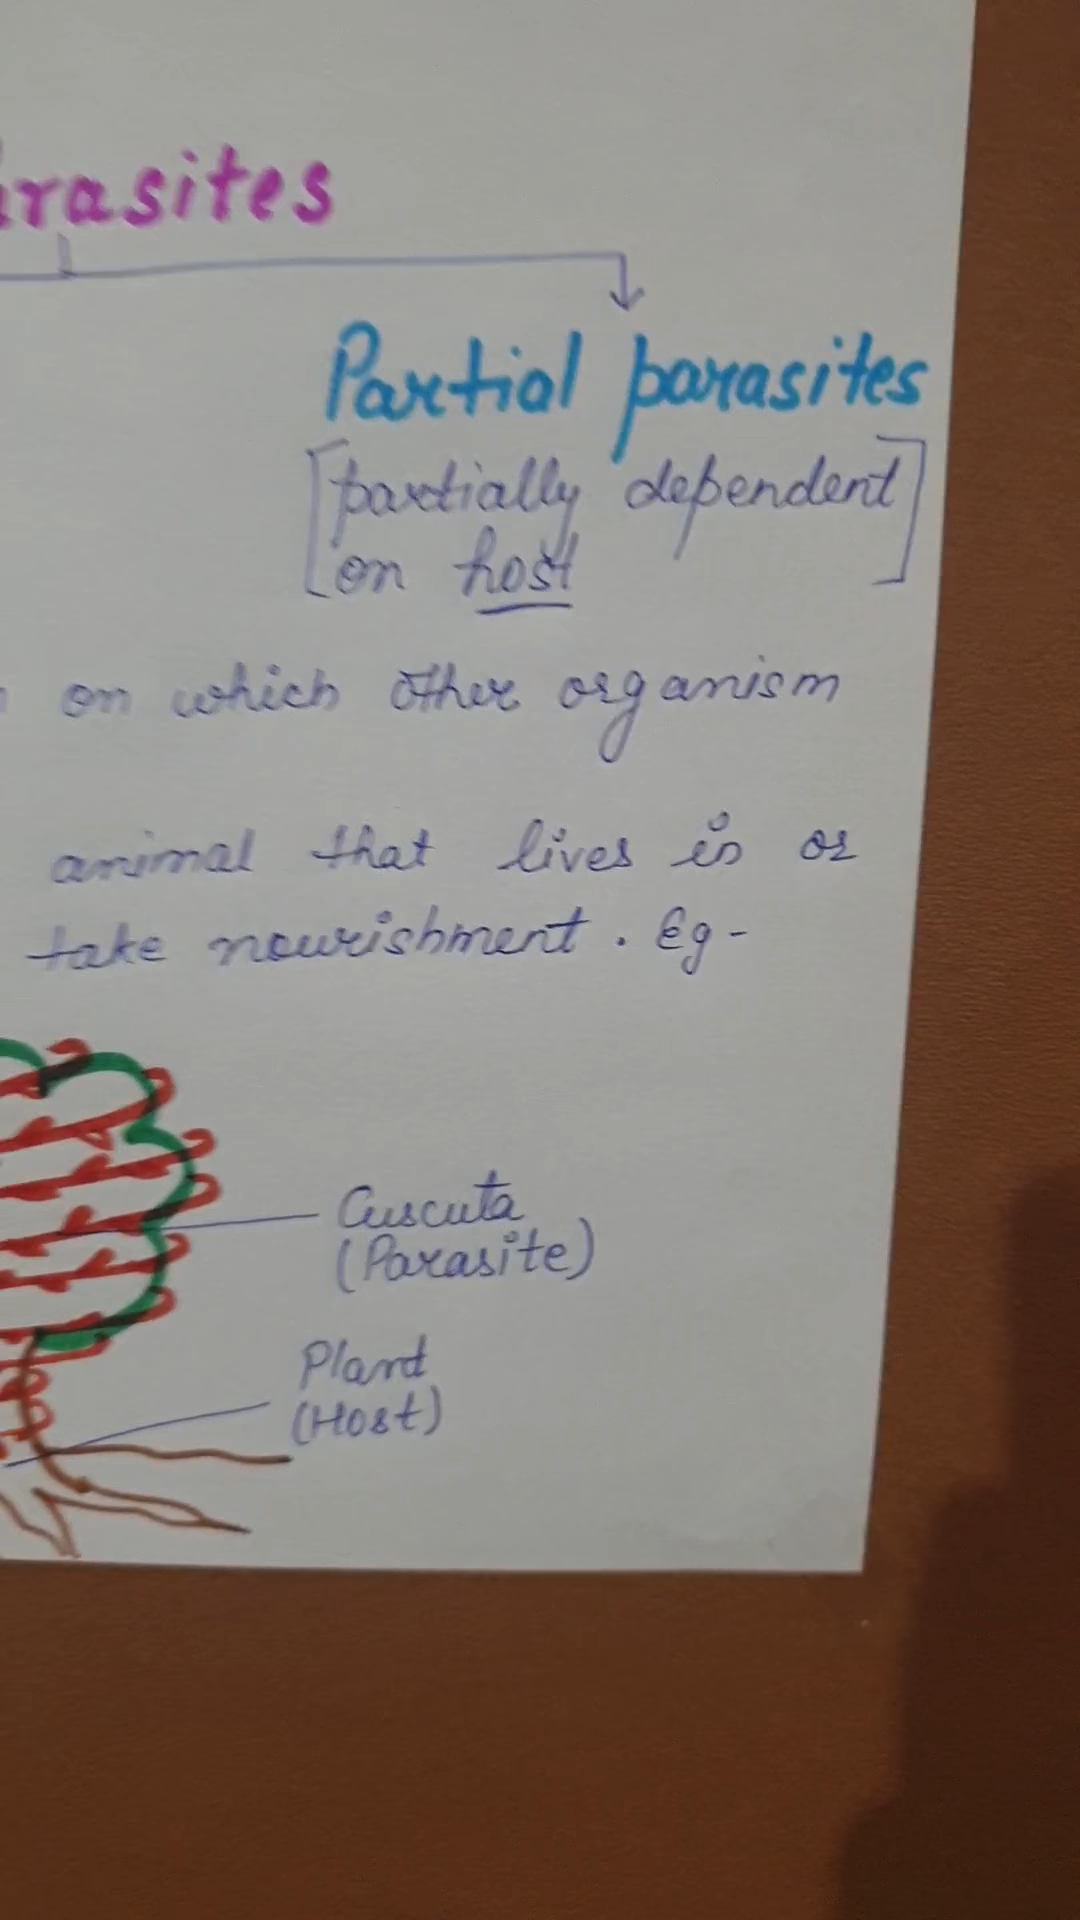 arasites
Partial parasites
[partially dependent]
on host
on which other organism
animal that lives in or
take nourishment. Eg-
Cuscuta
(Parasite)
Plant
(Host)